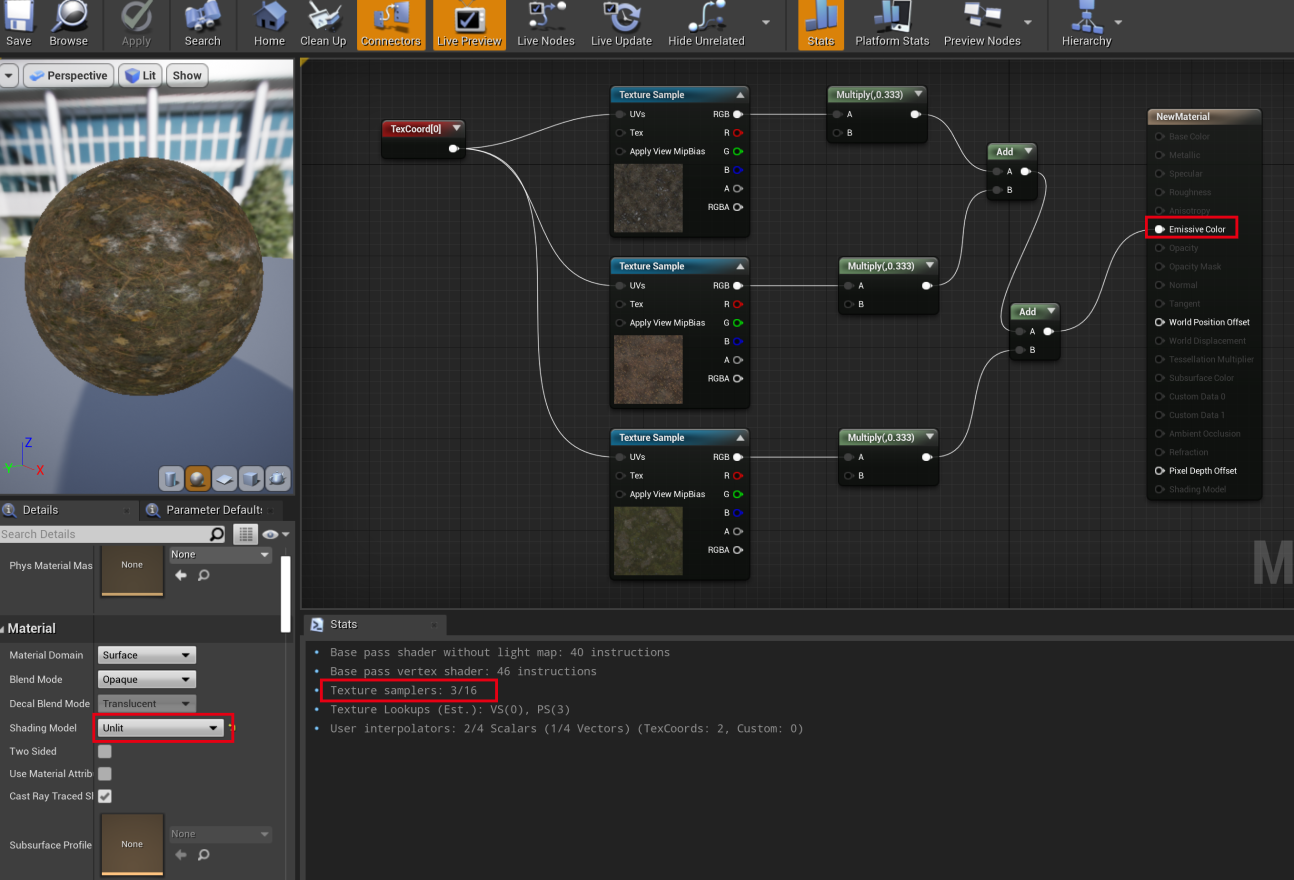 Save Browse Apply Search Home Clean Up Connectors Live Preview Live Nodes Live Update Hide Unrelated Stats Platform Stats Preview Nodes Hierarchy
Perspective Lit Show
Z
Y X
TexCoord[0]
Texture Sample
UVs RGB
Tex R
Apply View MipBias G
B
A
RGBA
Texture Sample
UVs RGB
Tex R
Apply View MipBias G
B
A
RGBA
Texture Sample
UVs RGB
Tex R
Apply View MipBias G
B
A
RGBA
Multiply(,0.333)
A
B
Multiply(,0.333)
A
B
Multiply(,0.333)
A
B
Add
A
B
Add
A
B
NewMaterial
Base Color
Metallic
Specular
Roughness
Anisotropy
Emissive Color
Opacity
Opacity Mask
Normal
Tangent
World Position Offset
World Displacement
Tessellation Multiplier
Subsurface Color
Custom Data 0
Custom Data 1
Ambient Occlusion
Refraction
Pixel Depth Offset
Shading Model
M
Details Parameter Default
Search Details
Phys Material Mas None None
Material
Material Domain Surface
Blend Mode Opaque
Decal Blend Mode Translucent
Shading Model Unlit
Two Sided
Use Material Attrib
Cast Ray Traced S
Subsurface Profile None None
Stats
Base pass shader without light map: 40 instructions
Base pass vertex shader: 46 instructions
Texture samplers: 3/16
Texture Lookups (Est.): VS(0), PS(3)
User interpolators: 2/4 Scalars (1/4 Vectors) (TexCoords: 2, Custom: 0)